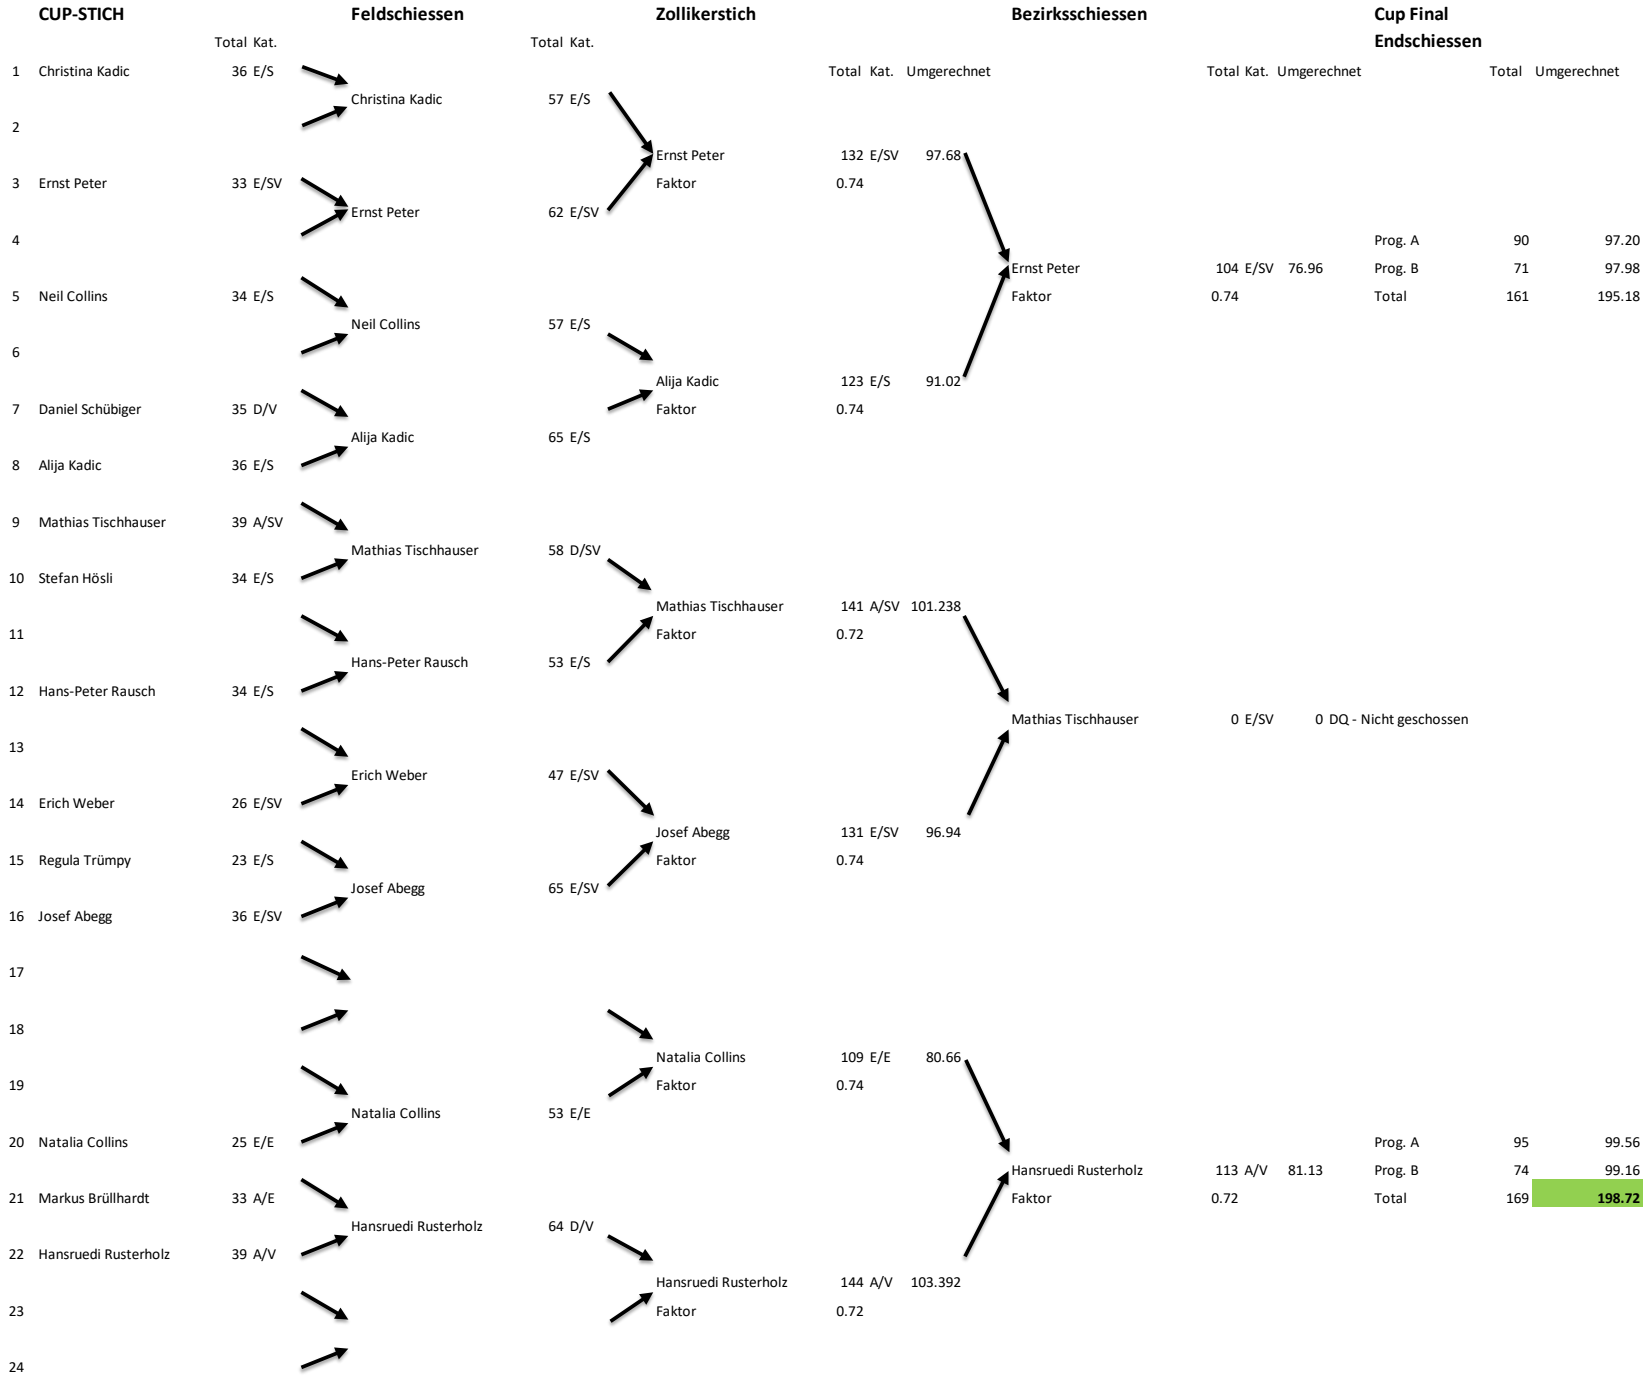 CUP-STICH Feldschiessen Zollikerstich Bezirksschiessen Cup Final
Total Kat. Total Kat. Endschiessen
1 Christina Kadic 36 E/S Total Kat. Umgerechnet Total Kat. Umgerechnet Total Umgerechnet
Christina Kadic 57 E/S
2
Ernst Peter 132 E/SV 97.68
3 Ernst Peter 33 E/SV Faktor 0.74
Ernst Peter 62 E/SV
4 Prog. A 90 97.20
Ernst Peter 104 E/SV 76.96 Prog. B 71 97.98
5 Neil Collins 34 E/S Faktor 0.74 Total 161 195.18
Neil Collins 57 E/S
6
Alija Kadic 123 E/S 91.02
7 Daniel Schübiger 35 D/V Faktor 0.74
Alija Kadic 65 E/S
8 Alija Kadic 36 E/S
9 Mathias Tischhauser 39 A/SV
Mathias Tischhauser 58 D/SV
10 Stefan Hösli 34 E/S
Mathias Tischhauser 141 A/SV 101.238
11 Faktor 0.72
Hans-Peter Rausch 53 E/S
12 Hans-Peter Rausch 34 E/S
Mathias Tischhauser 0 E/SV 0 DQ - Nicht geschossen
13
Erich Weber 47 E/SV
14 Erich Weber 26 E/SV
Josef Abegg 131 E/SV 96.94
15 Regula Trümpy 23 E/S Faktor 0.74
Josef Abegg 65 E/SV
16 Josef Abegg 36 E/SV
17
18
Natalia Collins 109 E/E 80.66
19 Faktor 0.74
Natalia Collins 53 E/E
20 Natalia Collins 25 E/E Prog. A 95 99.56
Hansruedi Rusterholz 113 A/V 81.13 Prog. B 74 99.16
21 Markus Brüllhardt 33 A/E Faktor 0.72 Total 169 198.72
Hansruedi Rusterholz 64 D/V
22 Hansruedi Rusterholz 39 A/V
Hansruedi Rusterholz 144 A/V 103.392
23 Faktor 0.72
24